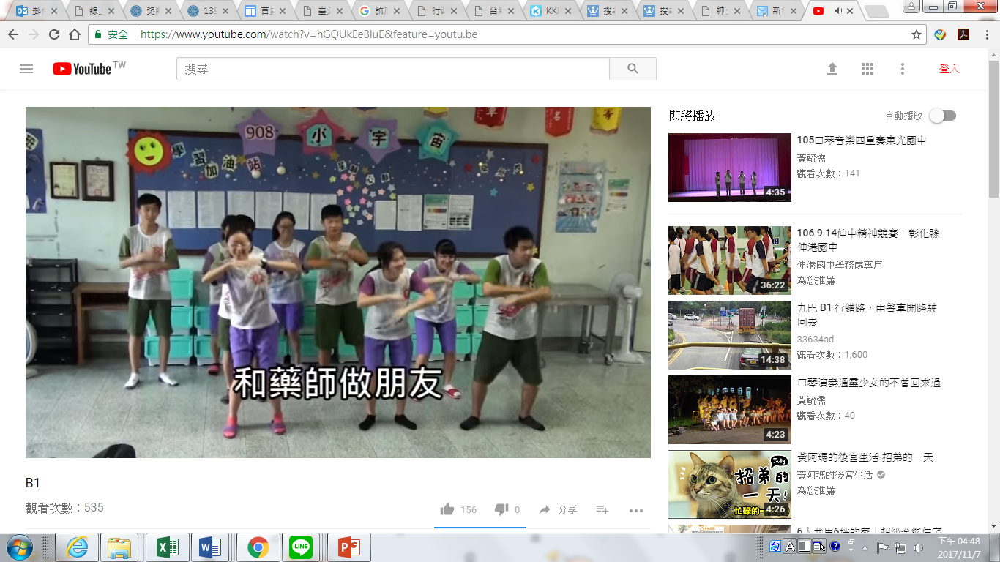 安全
https://www.youtube.com/watch?v=hGQUkEeBIuE&feature=youtu.be
YouTube TW
搜尋
登入
908
小
宇
宙
學習
加油站
和藥師做朋友
B1
觀看次數：535
156
0
分享
即將播放
自動播放
4:35
105口琴音樂四重奏東光國中
黃毓儒
觀看次數：141
36:22
106 9 14伸中精神競賽－彰化縣
伸港國中
伸港國中學務處專用
為您推薦
14:38
九巴 B1 行錯路，由警車開路駛
回去
33634ad
觀看次數：1,600
4:23
口琴演奏通靈少女的不曾回來過
黃毓儒
觀看次數：40
Judy
招弟的
一天!
忙碌的一
4:26
黃阿瑪的後宮生活-招弟的一天
黃阿瑪的後宮生活
為您推薦
LINE
下午 04:48
2017/11/7